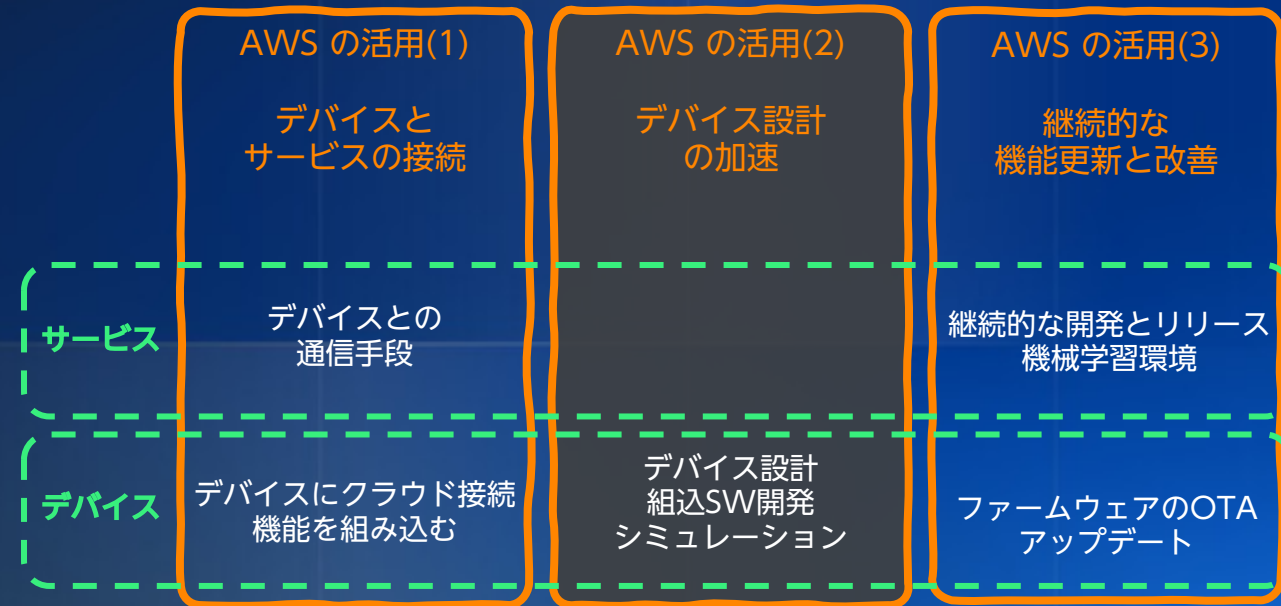 AWS の活用(1)
デバイスと
サービスの接続
AWS の活用(2)
デバイス設計
の加速
AWS の活用(3)
継続的な
機能更新と改善
サービス
デバイスとの
通信手段
継続的な開発とリリース
機械学習環境
デバイス
デバイスにクラウド接続
機能を組み込む
デバイス設計
組込SW開発
シミュレーション
ファームウェアのOTA
アップデート